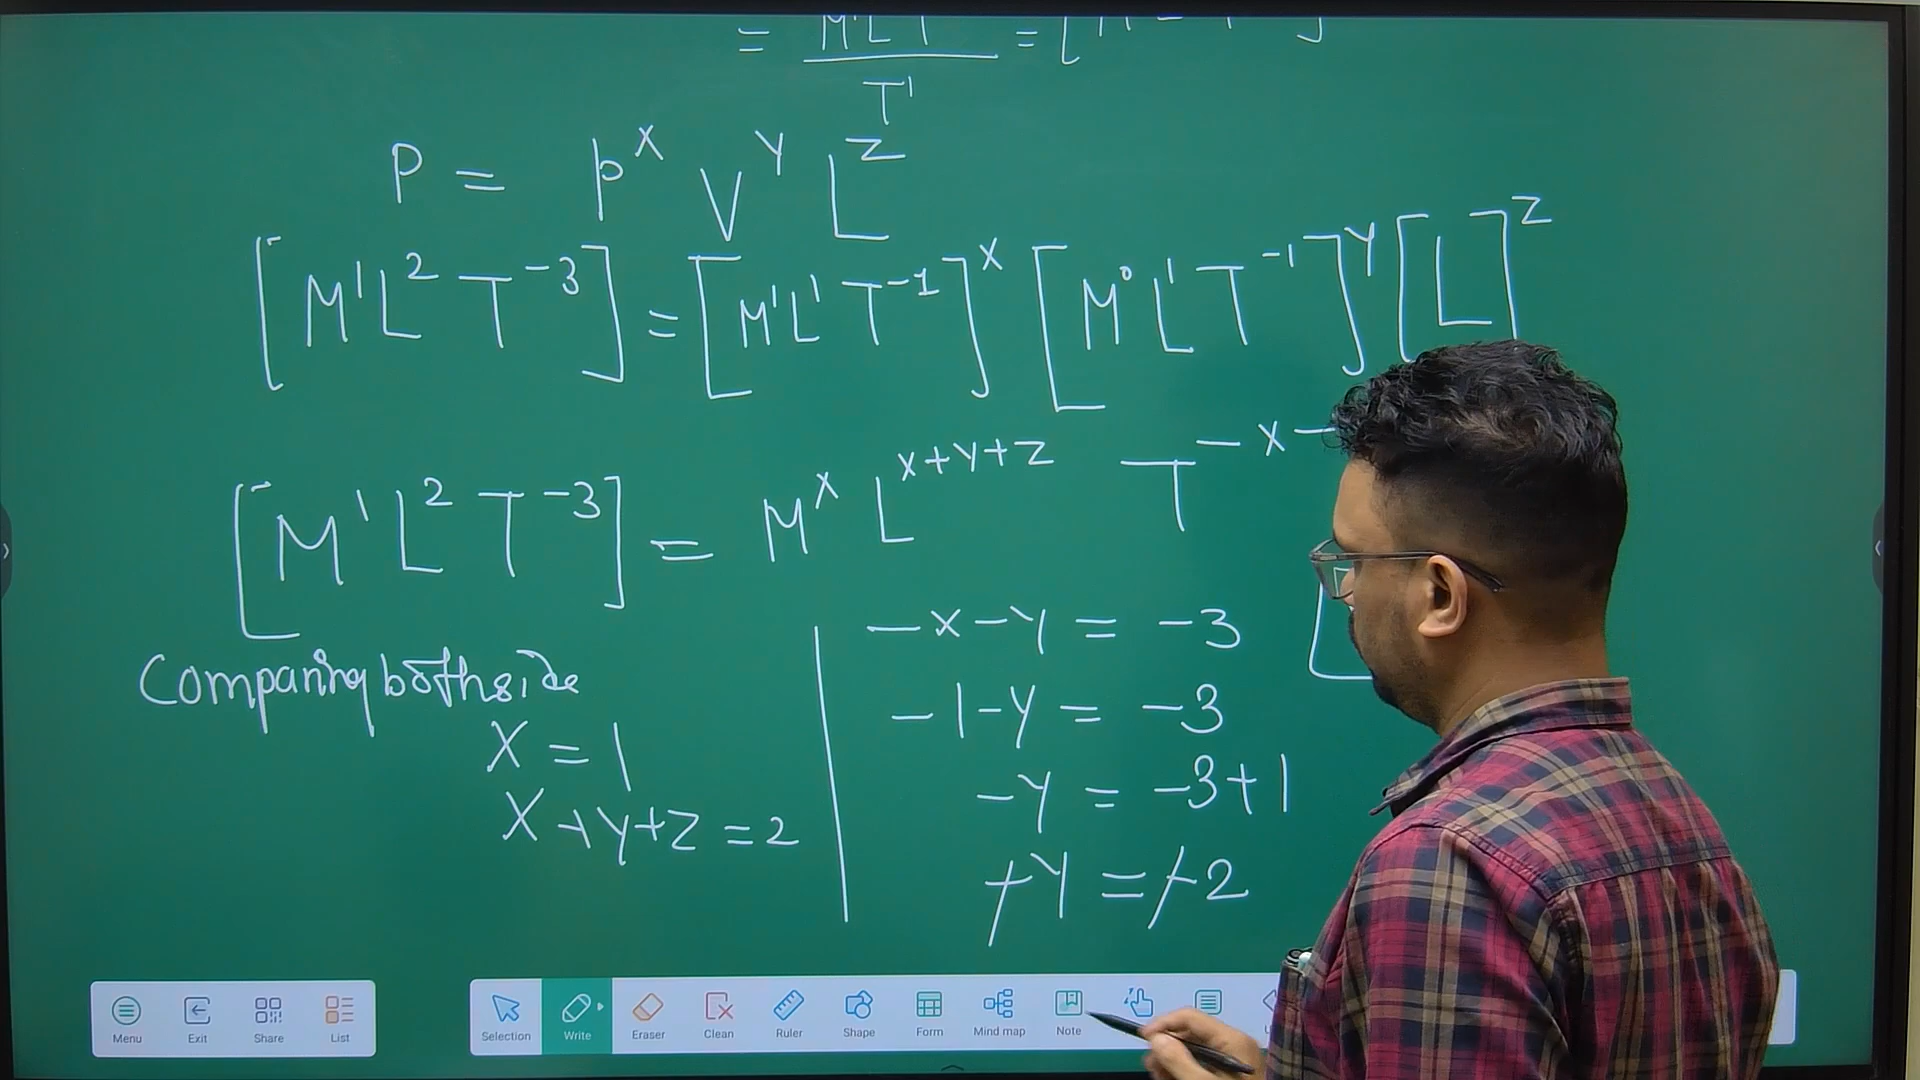 = M¹ L T / T¹ = [
P = p^x V^y L^z
[M¹L²T⁻³] = [M¹L¹T⁻¹]^x [M⁰L¹T⁻¹]^y [L]^z
[M¹L²T⁻³] = M^x L^(x+y+z) T^(-x-
Comparing both side
x = 1
x+y+z = 2
-x-y = -3
-1-y = -3
-y = -3+1
-y = -2
Menu Exit Share List
Selection Write Eraser Clean Ruler Shape Form Mind map Note